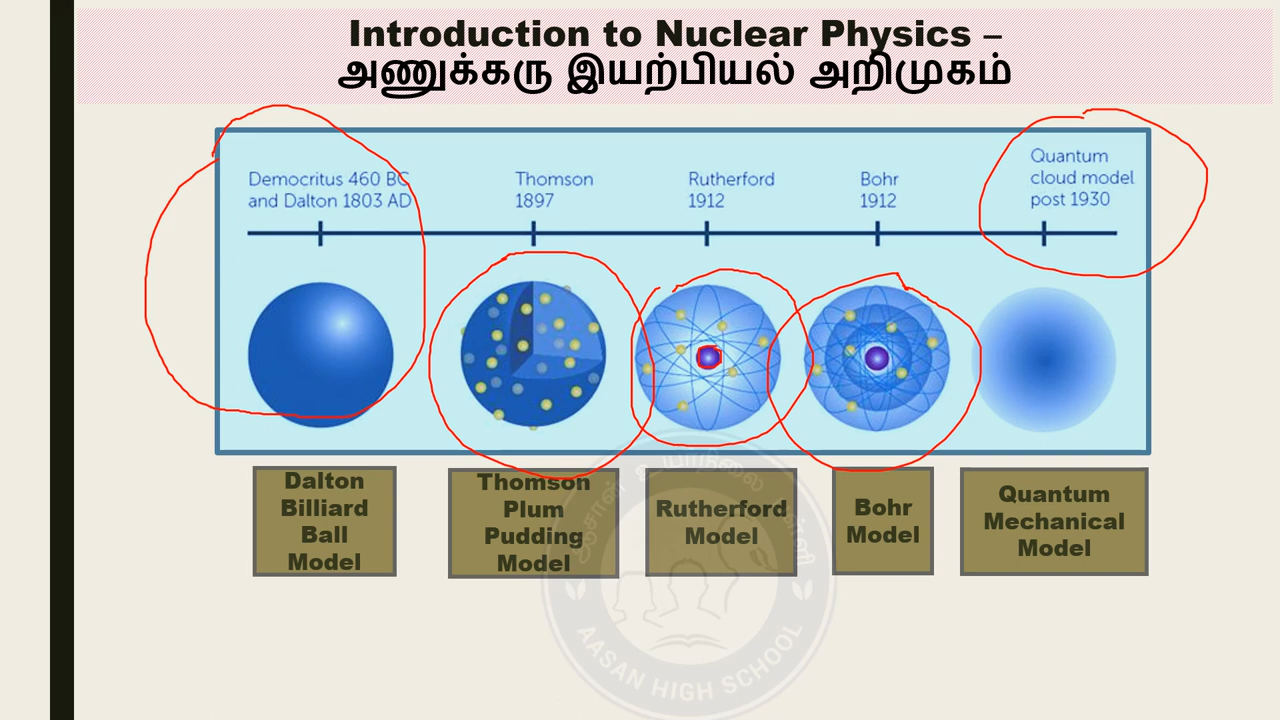 Introduction to Nuclear Physics –
அணுக்கரு இயற்பியல் அறிமுகம்
Democritus 460 BC
and Dalton 1803 AD
Thomson
1897
Rutherford
1912
Bohr
1912
Quantum
cloud model
post 1930
Dalton
Billiard
Ball
Model
Thomson
Plum
Pudding
Model
Rutherford
Model
Bohr
Model
Quantum
Mechanical
Model
AASAN HIGH SCHOOL